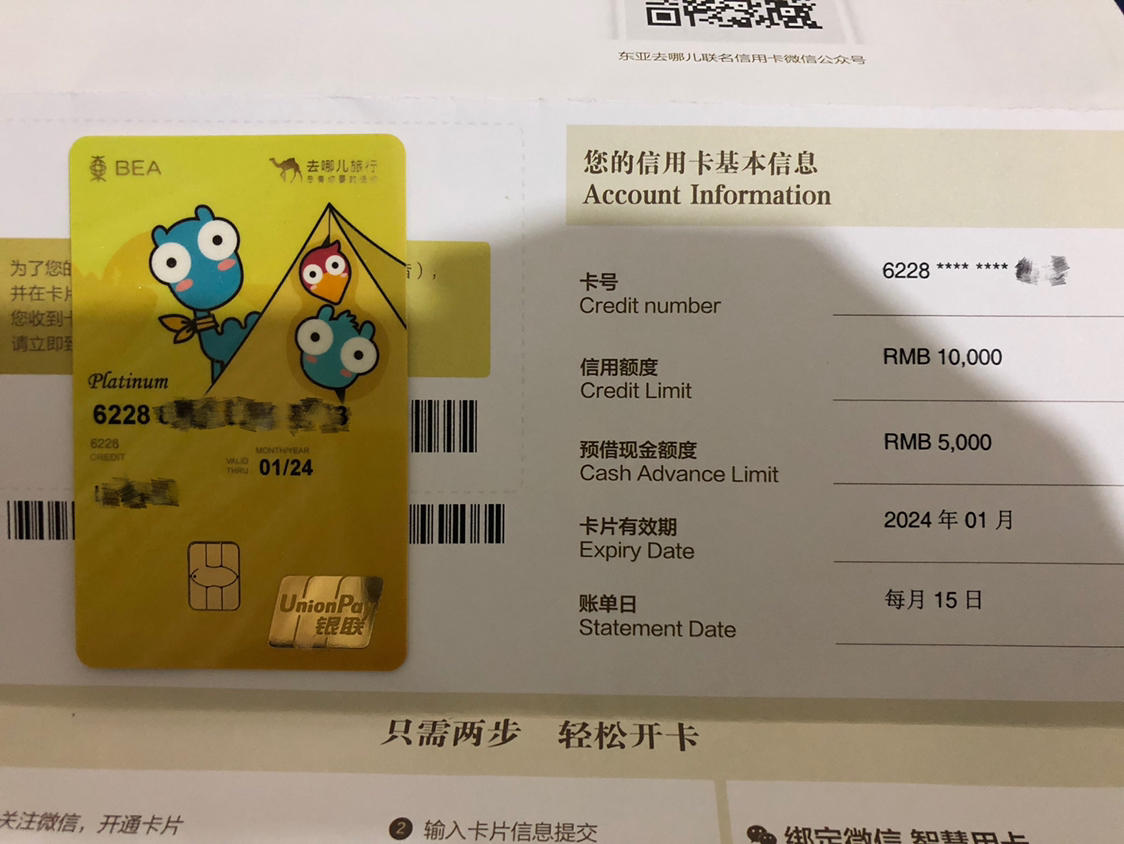 东亚去哪儿联名信用卡微信公众号
BEA
去哪儿旅行
Platinum
6228
6228
CREDIT
VALID
THRU
MONTH/YEAR
01/24
UnionPay
银联
为了您的
并在卡片
您收到卡
请立即到
您的信用卡基本信息
Account Information
卡号
Credit number
6228 **** ****
信用额度
Credit Limit
RMB 10,000
预借现金额度
Cash Advance Limit
RMB 5,000
卡片有效期
Expiry Date
2024 年 01 月
账单日
Statement Date
每月 15 日
只需两步 轻松开卡
关注微信，开通卡片
2 输入卡片信息提交
绑定微信 智慧用卡